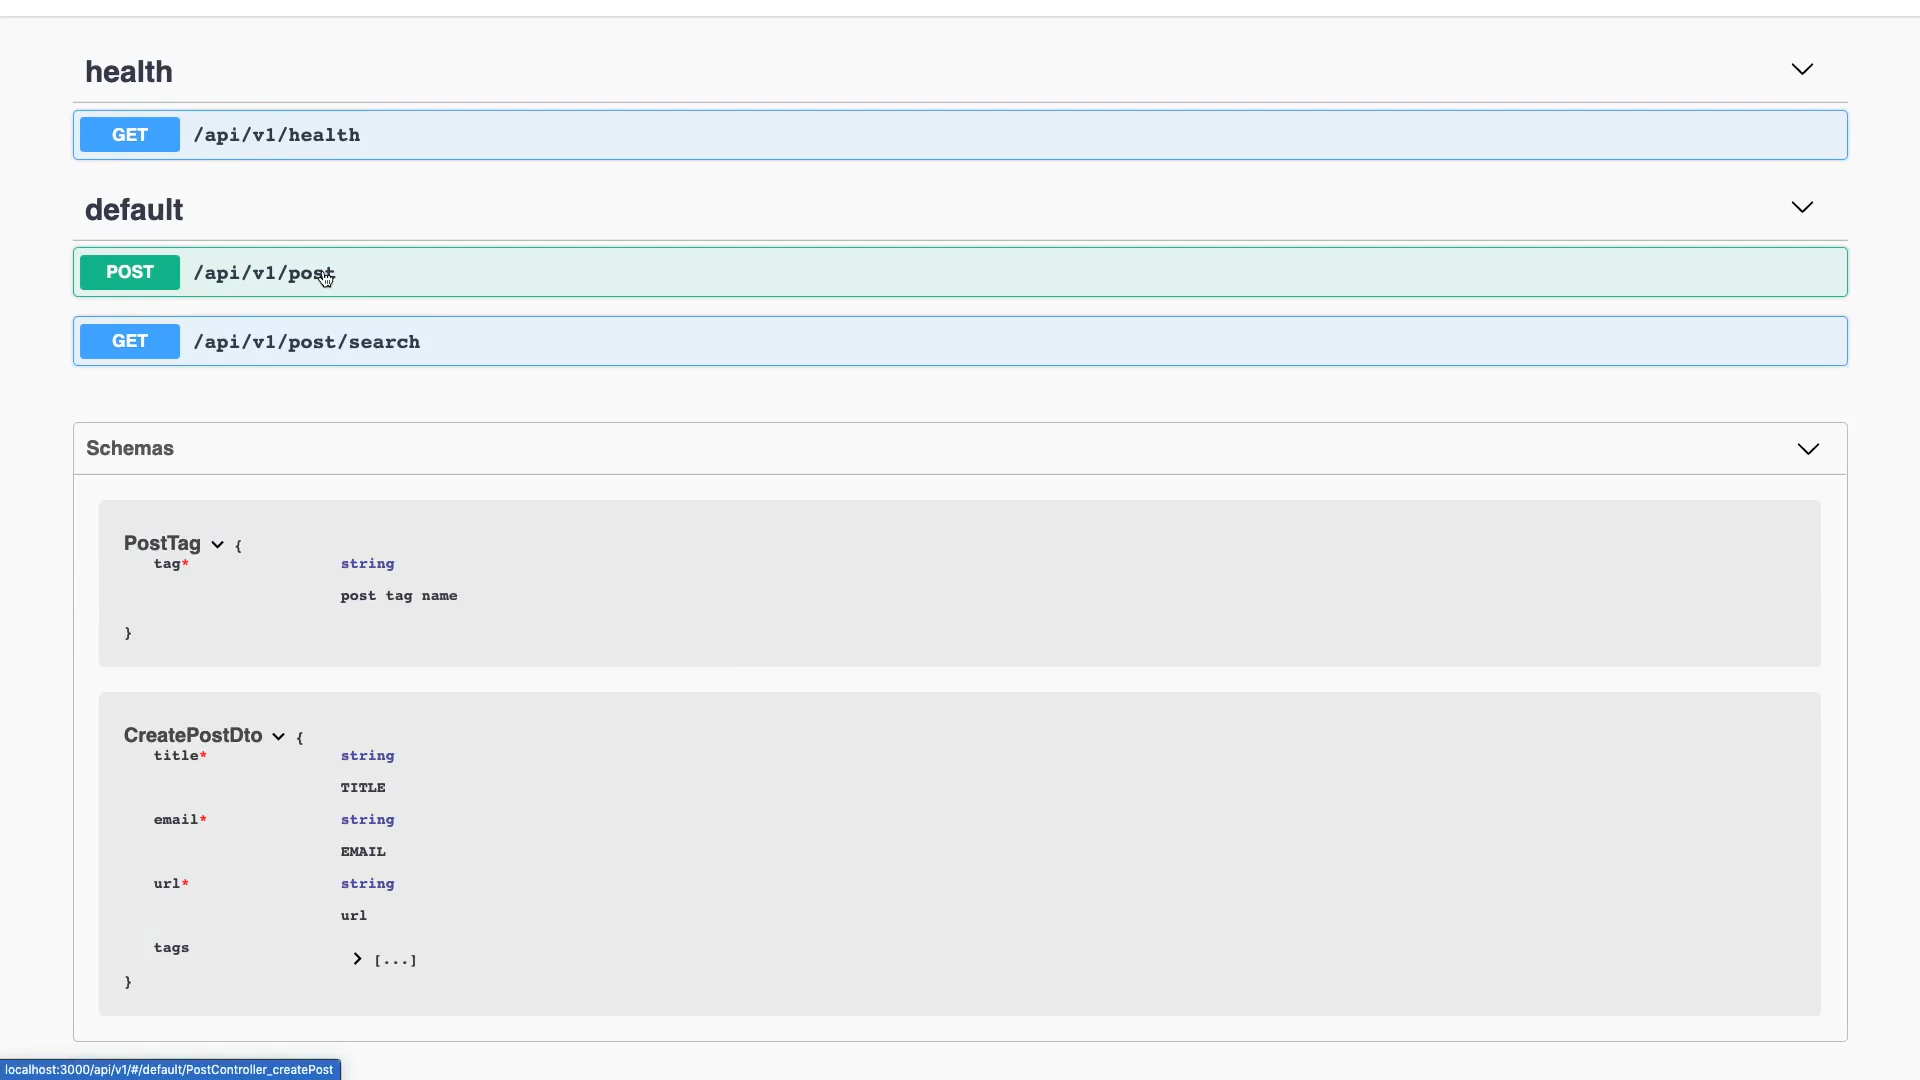 health
GET /api/v1/health
default
POST /api/v1/post
GET /api/v1/post/search
Schemas
PostTag {
tag* string
post tag name
}
CreatePostDto {
title* string
TITLE
email* string
EMAIL
url* string
url
tags [...]
}
localhost:3000/api/v1/#/default/PostController_createPost